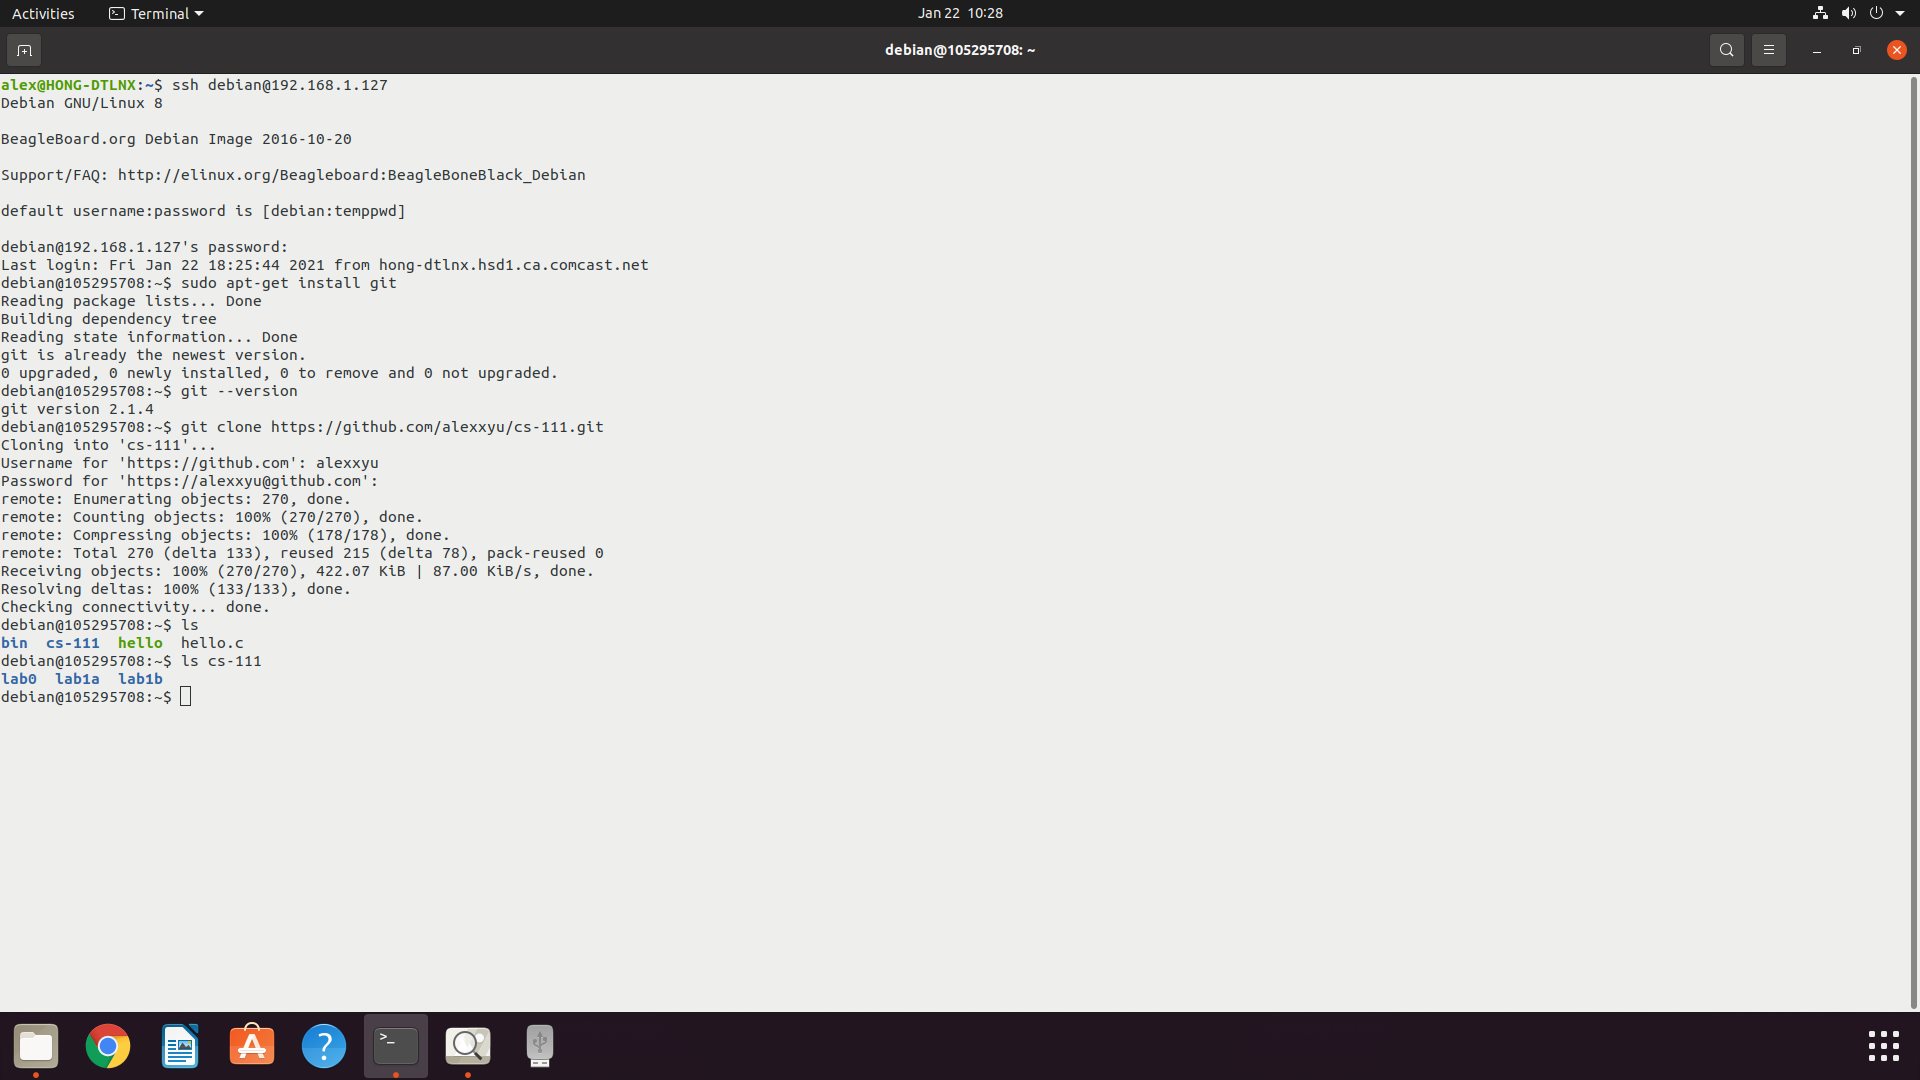 Activities Terminal Jan 22 10:28
debian@105295708: ~
alex@HONG-DTLNX:~$ ssh debian@192.168.1.127
Debian GNU/Linux 8
BeagleBoard.org Debian Image 2016-10-20
Support/FAQ: http://elinux.org/Beagleboard:BeagleBoneBlack_Debian
default username:password is [debian:temppwd]
debian@192.168.1.127's password:
Last login: Fri Jan 22 18:25:44 2021 from hong-dtlnx.hsd1.ca.comcast.net
debian@105295708:~$ sudo apt-get install git
Reading package lists... Done
Building dependency tree
Reading state information... Done
git is already the newest version.
0 upgraded, 0 newly installed, 0 to remove and 0 not upgraded.
debian@105295708:~$ git --version
git version 2.1.4
debian@105295708:~$ git clone https://github.com/alexxyu/cs-111.git
Cloning into 'cs-111'...
Username for 'https://github.com': alexxyu
Password for 'https://alexxyu@github.com':
remote: Enumerating objects: 270, done.
remote: Counting objects: 100% (270/270), done.
remote: Compressing objects: 100% (178/178), done.
remote: Total 270 (delta 133), reused 215 (delta 78), pack-reused 0
Receiving objects: 100% (270/270), 422.07 KiB | 87.00 KiB/s, done.
Resolving deltas: 100% (133/133), done.
Checking connectivity... done.
debian@105295708:~$ ls
bin  cs-111  hello  hello.c
debian@105295708:~$ ls cs-111
lab0  lab1a  lab1b
debian@105295708:~$